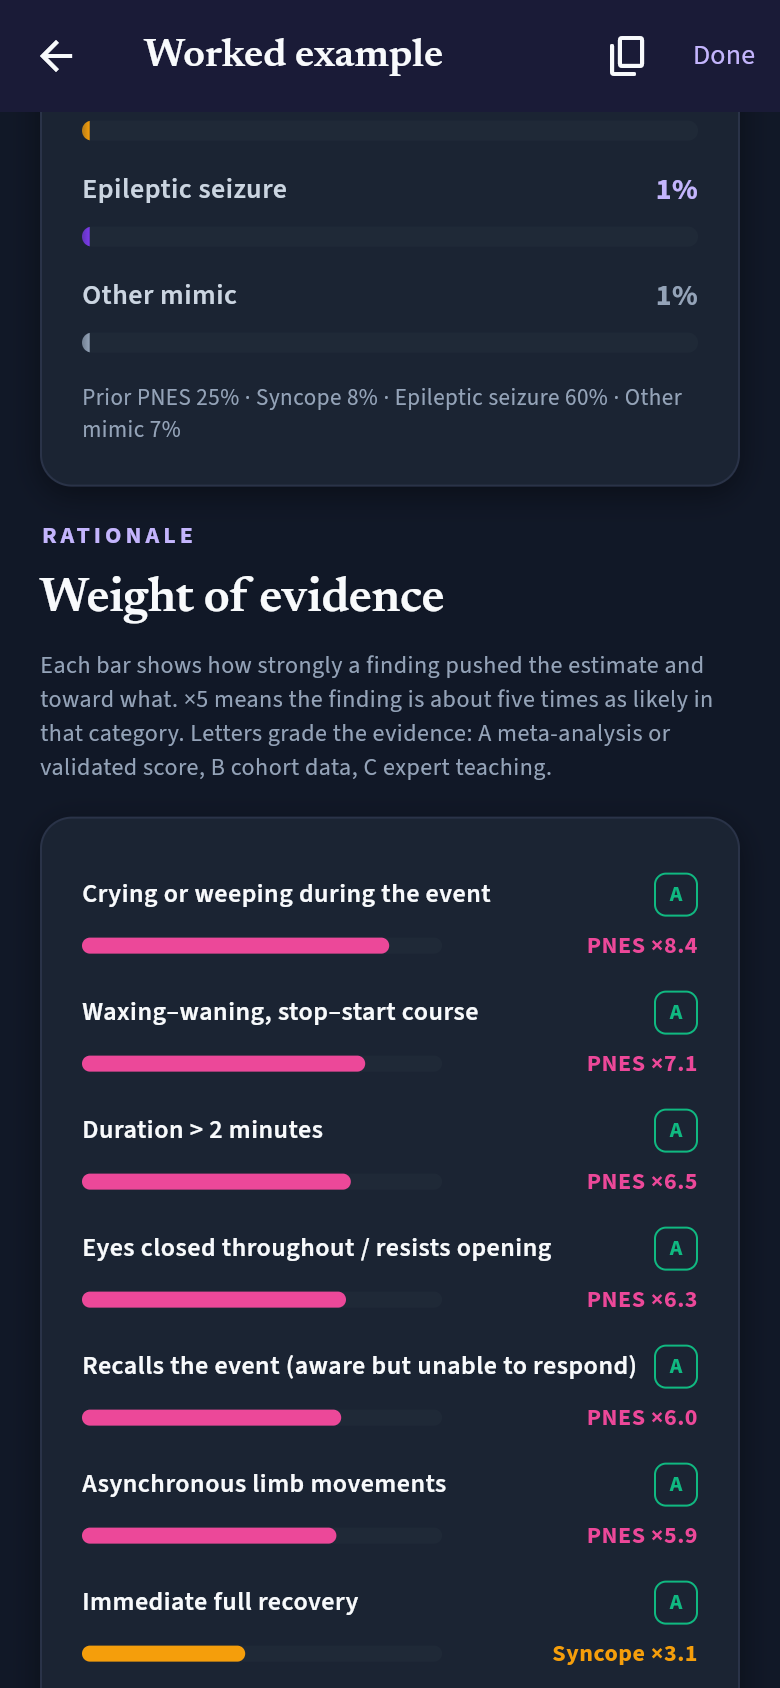 Worked example
Done
Epileptic seizure 1%
Other mimic 1%
Prior PNES 25% · Syncope 8% · Epileptic seizure 60% · Other
mimic 7%
RATIONALE
Weight of evidence
Each bar shows how strongly a finding pushed the estimate and
toward what. ×5 means the finding is about five times as likely in
that category. Letters grade the evidence: A meta-analysis or
validated score, B cohort data, C expert teaching.
Crying or weeping during the event A
PNES ×8.4
Waxing–waning, stop–start course A
PNES ×7.1
Duration > 2 minutes A
PNES ×6.5
Eyes closed throughout / resists opening A
PNES ×6.3
Recalls the event (aware but unable to respond) A
PNES ×6.0
Asynchronous limb movements A
PNES ×5.9
Immediate full recovery A
Syncope ×3.1